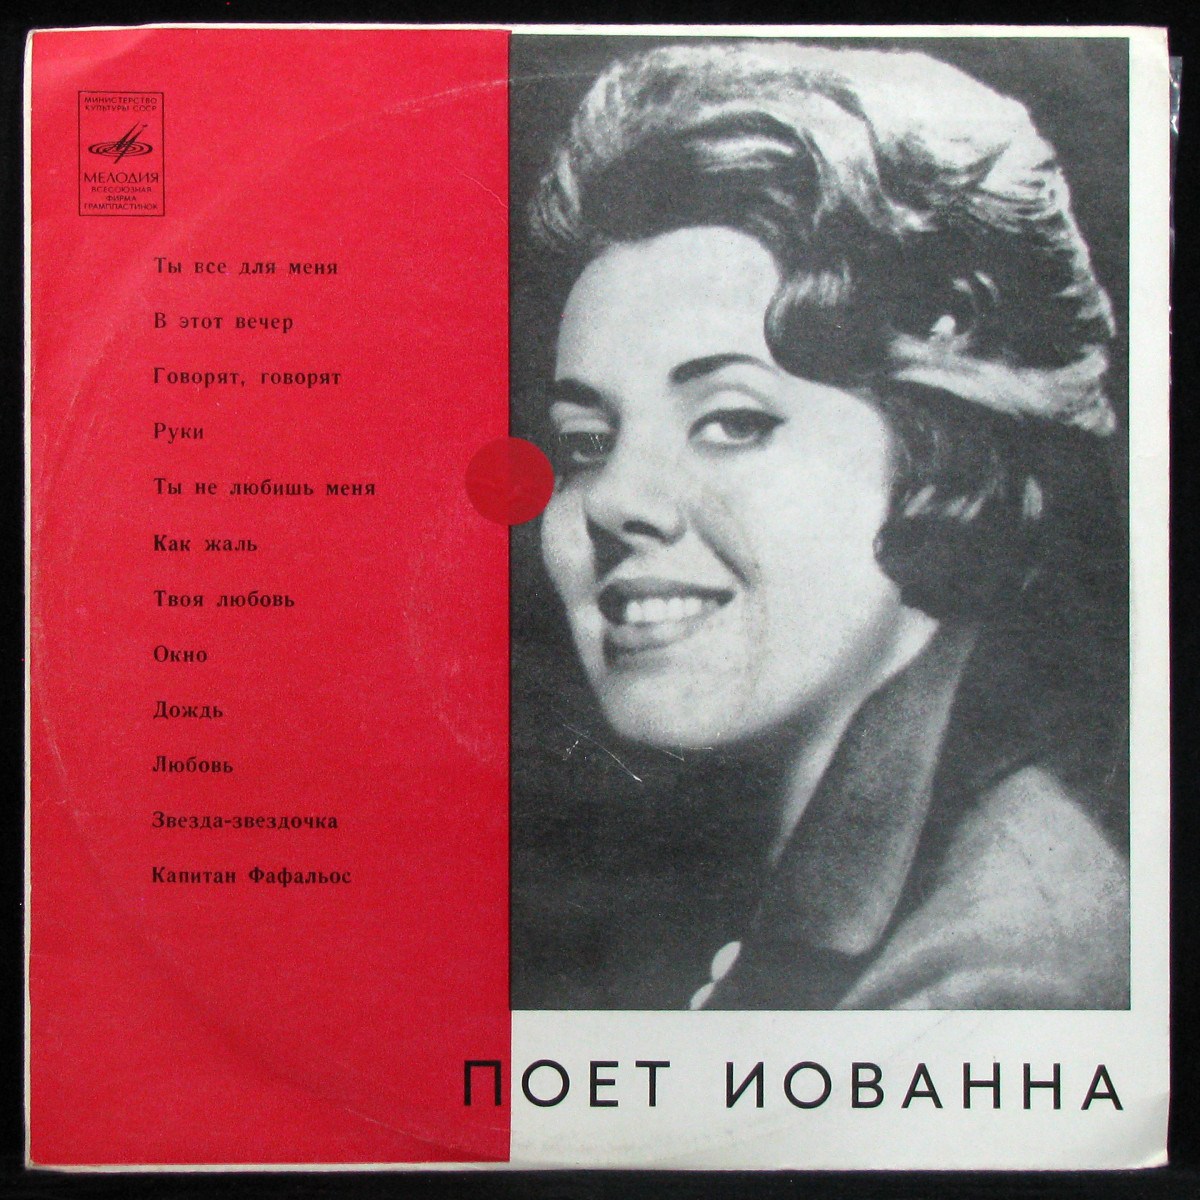 МИНИСТЕРСТВО
КУЛЬТУРЫ СССР
МЕЛОДИЯ
ВСЕСОЮЗНАЯ
ФИРМА
ГРАМПЛАСТИНОК
Ты все для меня
В этот вечер
Говорят, говорят
Руки
Ты не любишь меня
Как жаль
Твоя любовь
Окно
Дождь
Любовь
Звезда-звездочка
Капитан Фафальос
ПОЕТ ИОВАННА